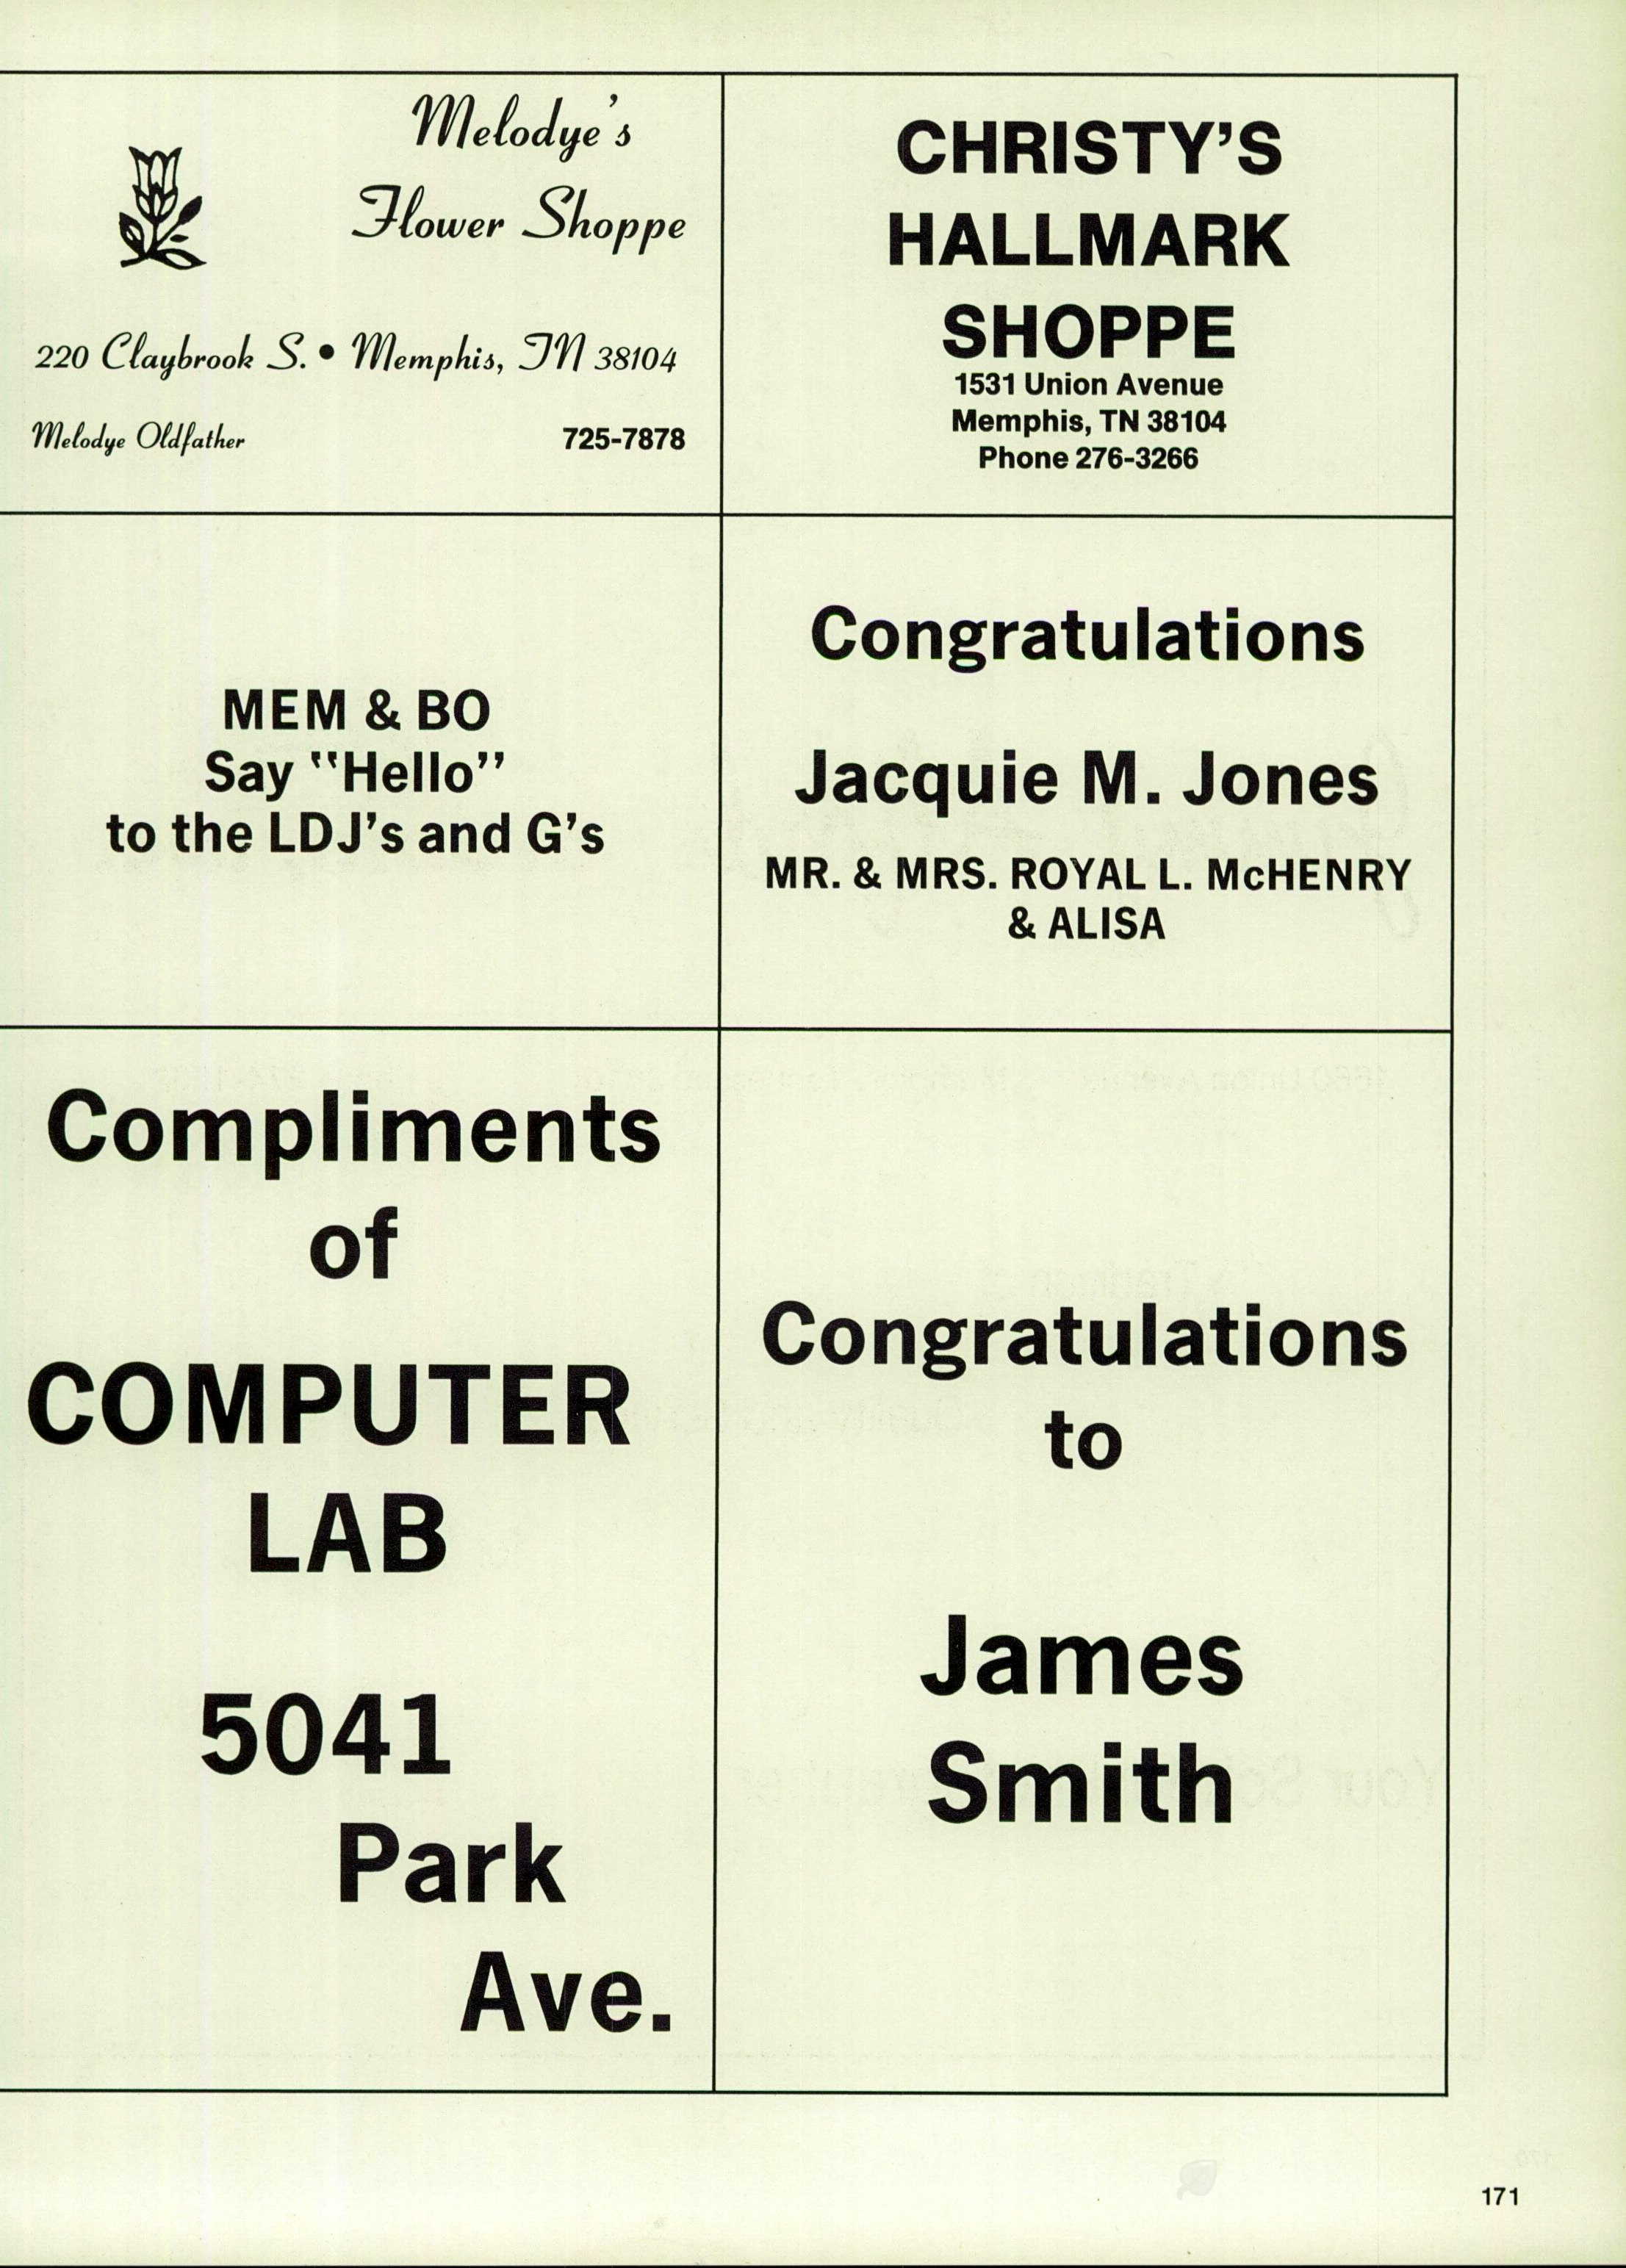 Melodye's
Flower Shoppe
220 Claybrook S. • Memphis, TN 38104
Melodye Oldfather 725-7878
CHRISTY'S
HALLMARK
SHOPPE
1531 Union Avenue
Memphis, TN 38104
Phone 276-3266
MEM & BO
Say "Hello"
to the LDJ's and G's
Congratulations
Jacquie M. Jones
MR. & MRS. ROYAL L. McHENRY
& ALISA
Compliments
of
COMPUTER
LAB
5041
Park
Ave.
Congratulations
to
James
Smith
171